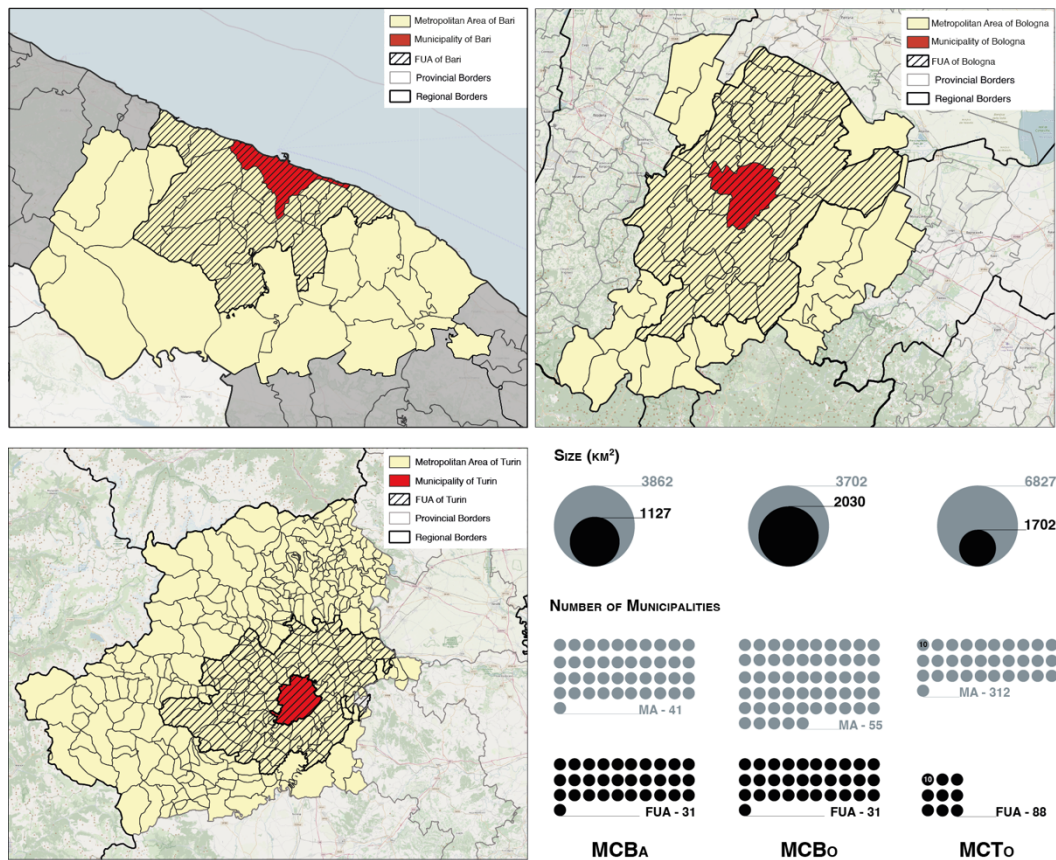 Metropolitan Area of Bari
Municipality of Bari
FUA of Bari
Provincial Borders
Regional Borders
Metropolitan Area of Bologna
Municipality of Bologna
FUA of Bologna
Provincial Borders
Regional Borders
Metropolitan Area of Turin
Municipality of Turin
FUA of Turin
Provincial Borders
Regional Borders
SIZE (KM²)
3862
1127
3702
2030
6827
1702
NUMBER OF MUNICIPALITIES
10
MA - 41
MA - 55
MA - 312
10
FUA - 31
FUA - 31
FUA - 88
MCBA
MCBO
MCTO